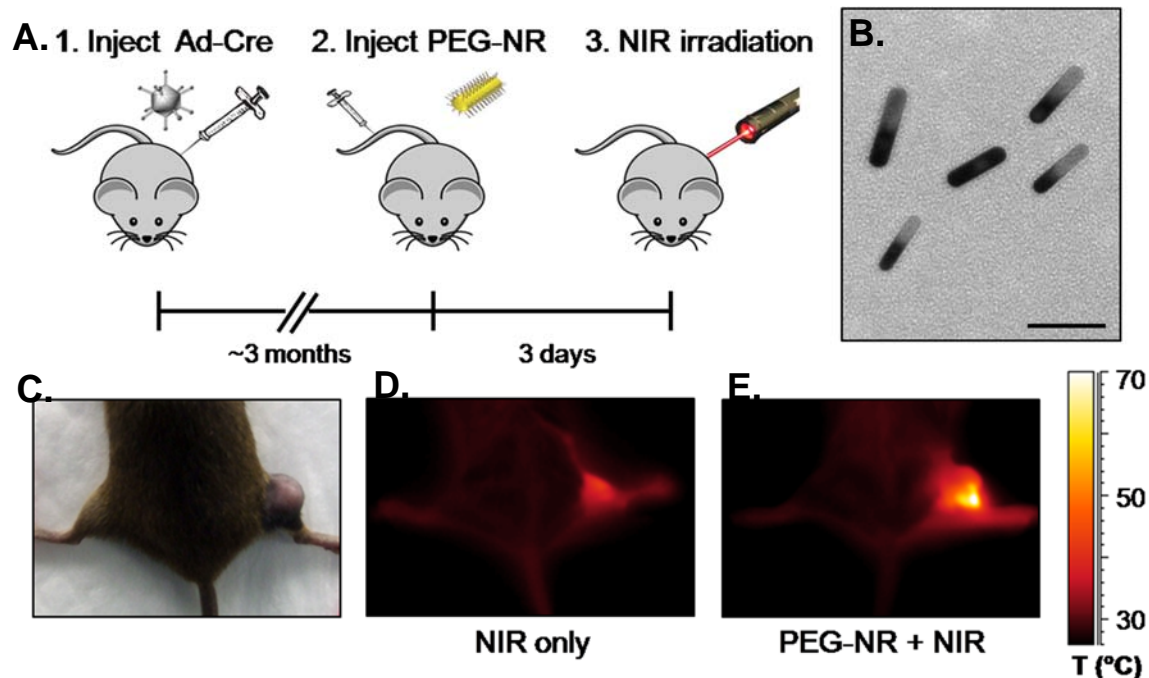 A. 1. Inject Ad-Cre 2. Inject PEG-NR 3. NIR irradiation
B.
~3 months 3 days
C.
D.
E.
70
50
30
T (ºC)
NIR only
PEG-NR + NIR